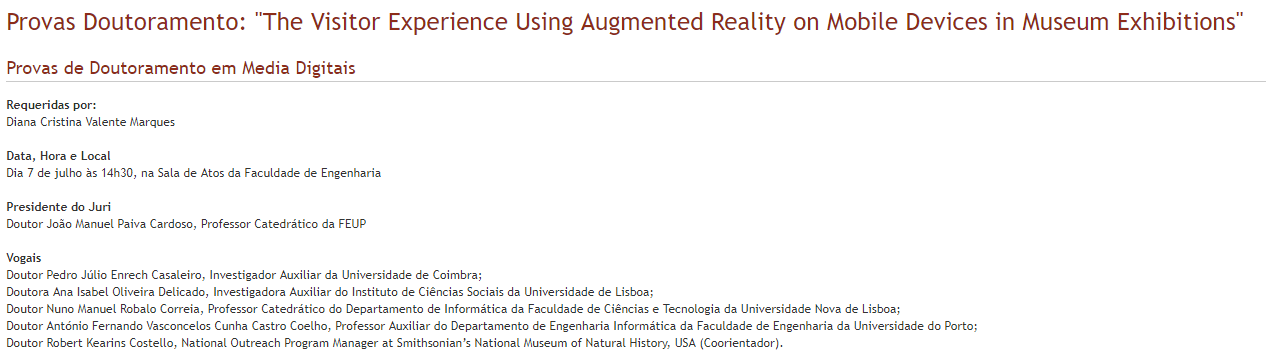 Provas Doutoramento: "The Visitor Experience Using Augmented Reality on Mobile Devices in Museum Exhibitions"
Provas de Doutoramento em Media Digitais
Requeridas por:
Diana Cristina Valente Marques
Data, Hora e Local
Dia 7 de julho às 14h30, na Sala de Atos da Faculdade de Engenharia
Presidente do Juri
Doutor João Manuel Paiva Cardoso, Professor Catedrático da FEUP
Vogais
Doutor Pedro Júlio Enrech Casaleiro, Investigador Auxiliar da Universidade de Coimbra;
Doutora Ana Isabel Oliveira Delicado, Investigadora Auxiliar do Instituto de Ciências Sociais da Universidade de Lisboa;
Doutor Nuno Manuel Robalo Correia, Professor Catedrático do Departamento de Informática da Faculdade de Ciências e Tecnologia da Universidade Nova de Lisboa;
Doutor António Fernando Vasconcelos Cunha Castro Coelho, Professor Auxiliar do Departamento de Engenharia Informática da Faculdade de Engenharia da Universidade do Porto;
Doutor Robert Kearins Costello, National Outreach Program Manager at Smithsonian’s National Museum of Natural History, USA (Coorientador).